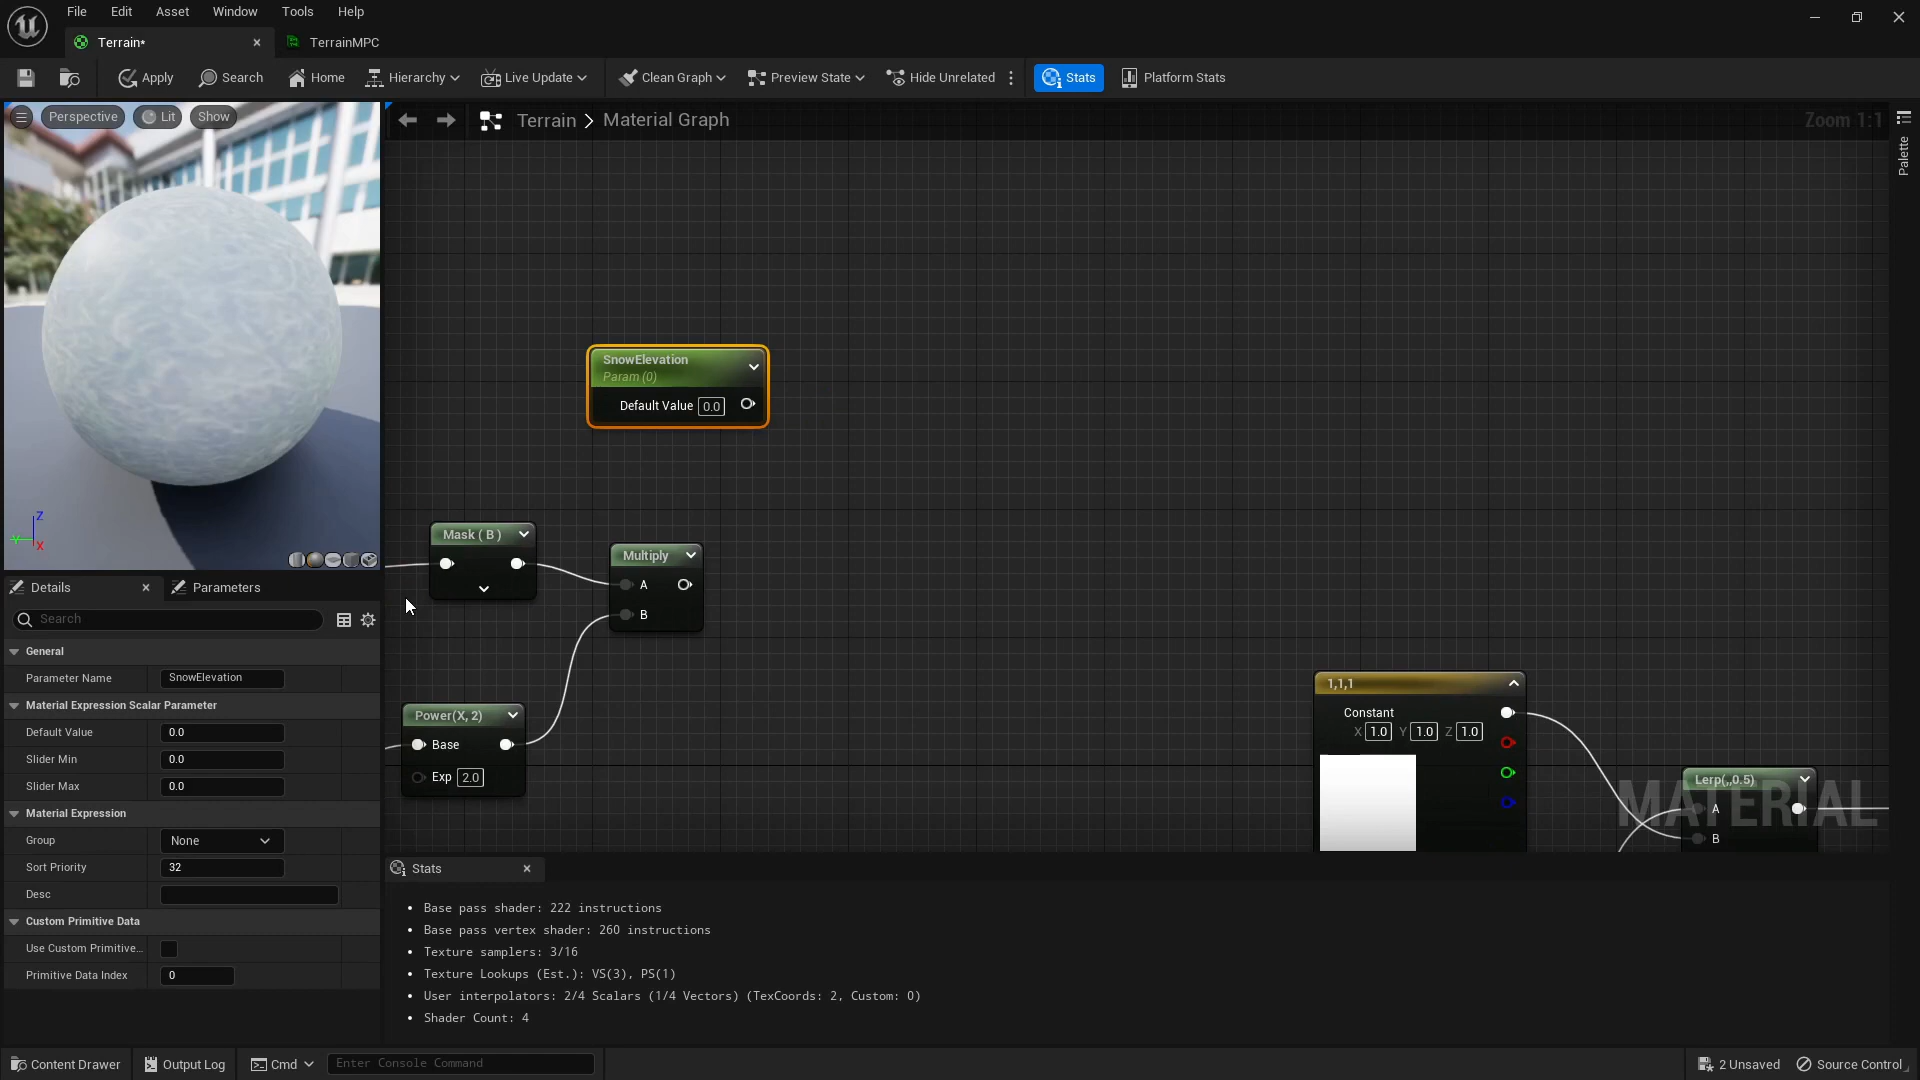 File Edit Asset Window Tools Help
Terrain* TerrainMPC
Apply Search Home Hierarchy Live Update Clean Graph Preview State Hide Unrelated Stats Platform Stats
Perspective Lit Show
Terrain > Material Graph
Zoom 1:1
Palette
SnowElevation
Param (0)
Default Value 0.0
Mask ( B )
Multiply
A
B
Power(X, 2)
Base
Exp 2.0
1,1,1
Constant
X 1.0 Y 1.0 Z 1.0
Lerp(,,0.5)
A
B
MATERIAL
Z
Y
X
Details Parameters
Search
General
Parameter Name SnowElevation
Material Expression Scalar Parameter
Default Value 0.0
Slider Min 0.0
Slider Max 0.0
Material Expression
Group None
Sort Priority 32
Desc
Custom Primitive Data
Use Custom Primitive...
Primitive Data Index 0
Stats
• Base pass shader: 222 instructions
• Base pass vertex shader: 260 instructions
• Texture samplers: 3/16
• Texture Lookups (Est.): VS(3), PS(1)
• User interpolators: 2/4 Scalars (1/4 Vectors) (TexCoords: 2, Custom: 0)
• Shader Count: 4
Content Drawer Output Log Cmd Enter Console Command 2 Unsaved Source Control